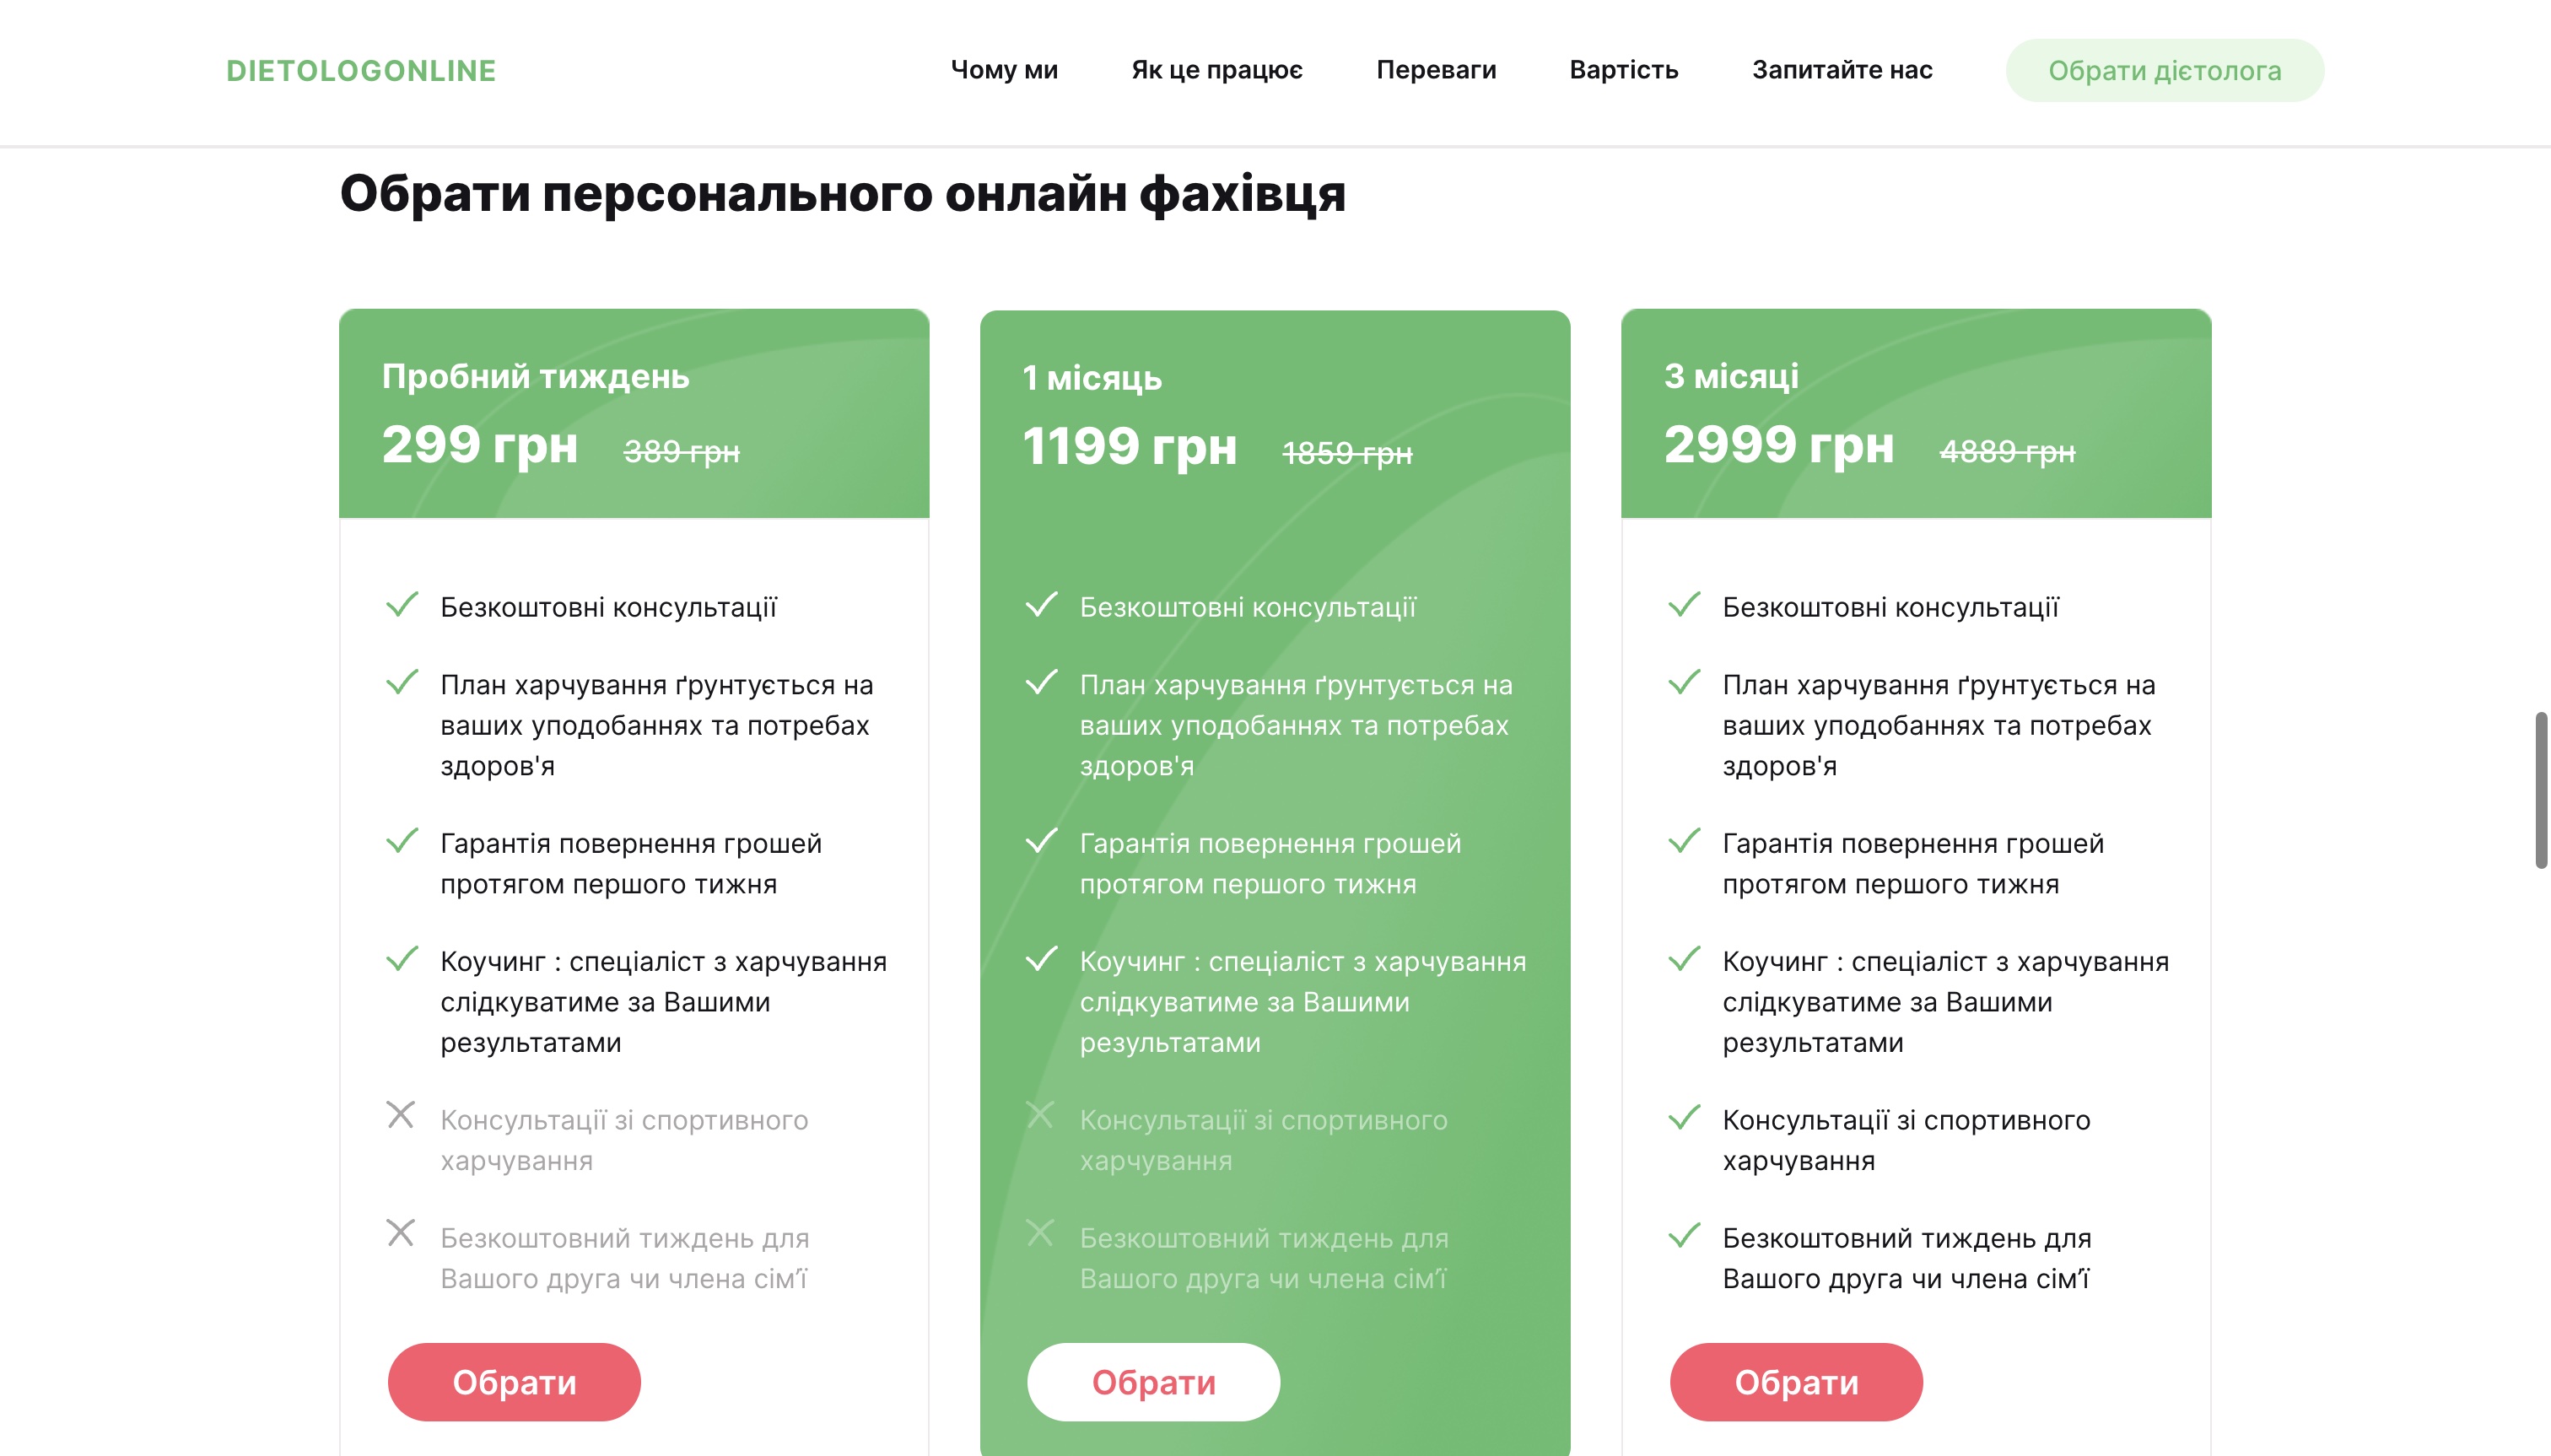 DIETOLOGONLINE
Чому ми
Як це працює
Переваги
Вартість
Запитайте нас
Обрати дієтолога
Обрати персонального онлайн фахівця
Пробний тиждень
299 грн 389 грн
Безкоштовні консультації
План харчування ґрунтується на
ваших уподобаннях та потребах
здоров'я
Гарантія повернення грошей
протягом першого тижня
Коучинг : спеціаліст з харчування
слідкуватиме за Вашими
результатами
Консультації зі спортивного
харчування
Безкоштовний тиждень для
Вашого друга чи члена сім’ї
Обрати
1 місяць
1199 грн 1859 грн
Безкоштовні консультації
План харчування ґрунтується на
ваших уподобаннях та потребах
здоров'я
Гарантія повернення грошей
протягом першого тижня
Коучинг : спеціаліст з харчування
слідкуватиме за Вашими
результатами
Консультації зі спортивного
харчування
Безкоштовний тиждень для
Вашого друга чи члена сім’ї
Обрати
3 місяці
2999 грн 4889 грн
Безкоштовні консультації
План харчування ґрунтується на
ваших уподобаннях та потребах
здоров'я
Гарантія повернення грошей
протягом першого тижня
Коучинг : спеціаліст з харчування
слідкуватиме за Вашими
результатами
Консультації зі спортивного
харчування
Безкоштовний тиждень для
Вашого друга чи члена сім’ї
Обрати